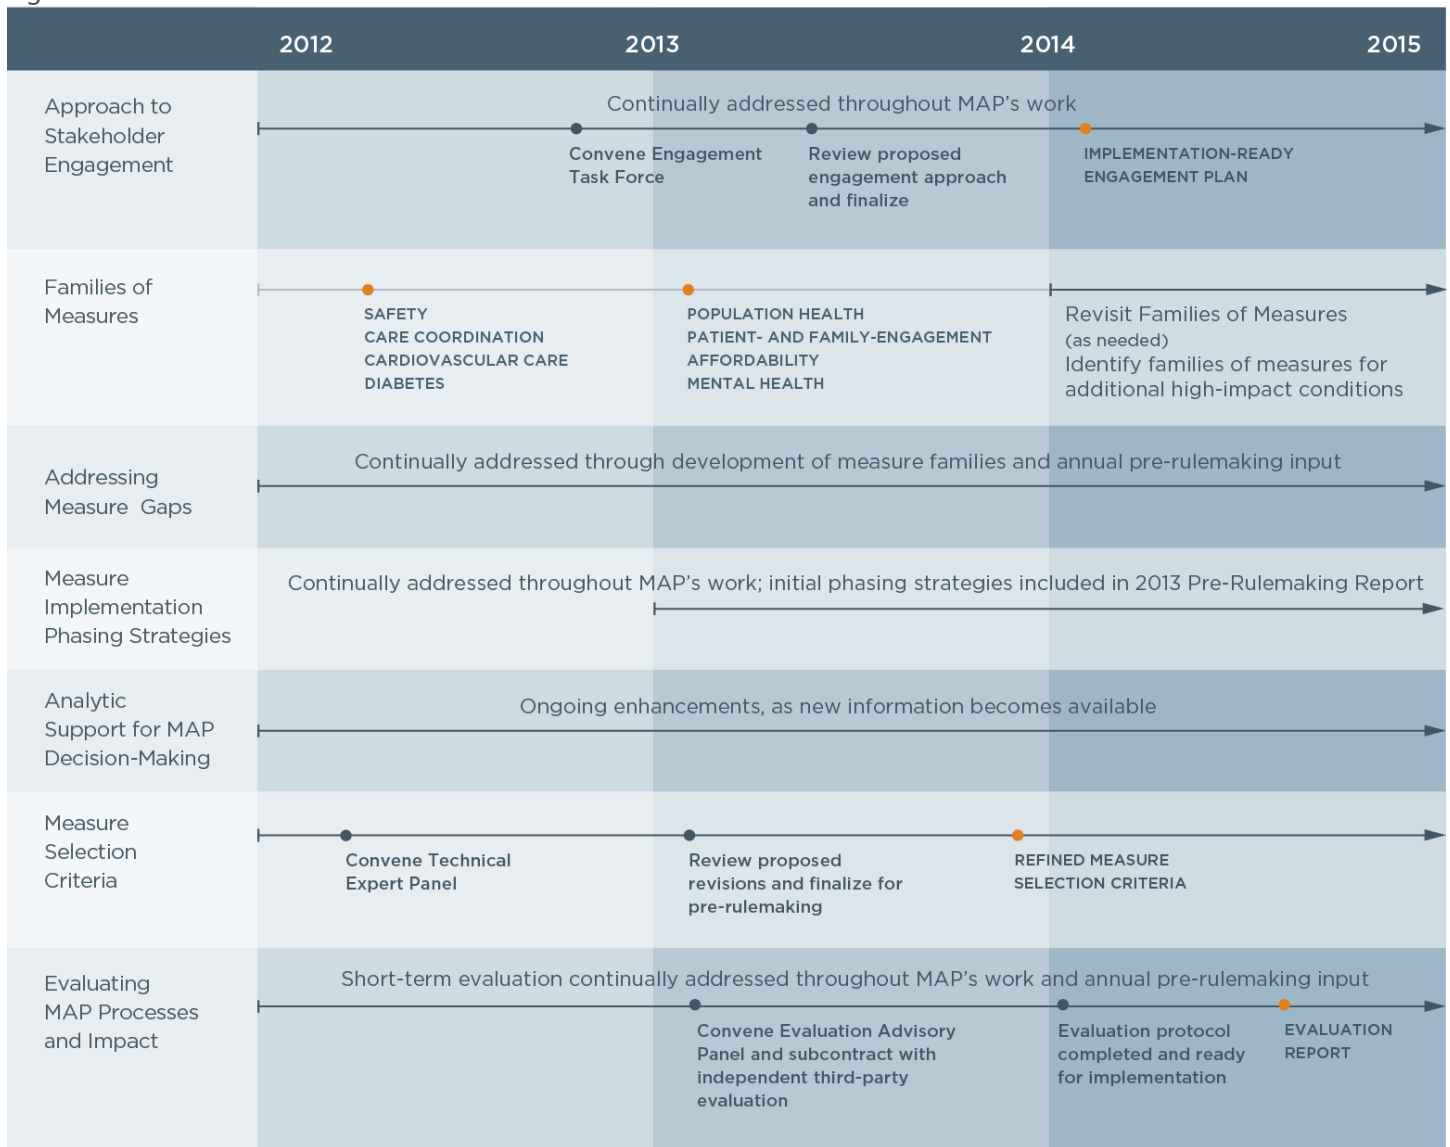 2012 2013 2014 2015
Approach to
Stakeholder
Engagement
Continually addressed throughout MAP's work
Convene Engagement
Task Force
Review proposed
engagement approach
and finalize
IMPLEMENTATION-READY
ENGAGEMENT PLAN
Families of
Measures
SAFETY
CARE COORDINATION
CARDIOVASCULAR CARE
DIABETES
POPULATION HEALTH
PATIENT- AND FAMILY-ENGAGEMENT
AFFORDABILITY
MENTAL HEALTH
Revisit Families of Measures
(as needed)
Identify families of measures for
additional high-impact conditions
Addressing
Measure Gaps
Continually addressed through development of measure families and annual pre-rulemaking input
Measure
Implementation
Phasing Strategies
Continually addressed throughout MAP's work; initial phasing strategies included in 2013 Pre-Rulemaking Report
Analytic
Support for MAP
Decision-Making
Ongoing enhancements, as new information becomes available
Measure
Selection
Criteria
Convene Technical
Expert Panel
Review proposed
revisions and finalize for
pre-rulemaking
REFINED MEASURE
SELECTION CRITERIA
Evaluating
MAP Processes
and Impact
Short-term evaluation continually addressed throughout MAP's work and annual pre-rulemaking input
Convene Evaluation Advisory
Panel and subcontract with
independent third-party
evaluation
Evaluation protocol
completed and ready
for implementation
EVALUATION
REPORT